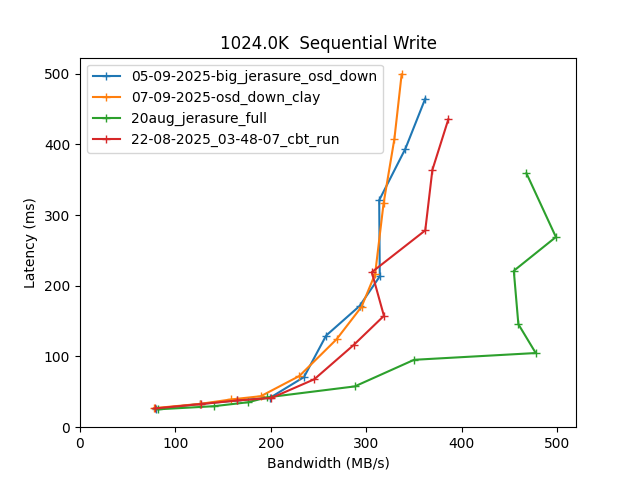 1024.0K  Sequential Write
05-09-2025-big_jerasure_osd_down
07-09-2025-osd_down_clay
20aug_jerasure_full
22-08-2025_03-48-07_cbt_run
Latency (ms)
500
400
300
200
100
0
0 100 200 300 400 500
Bandwidth (MB/s)